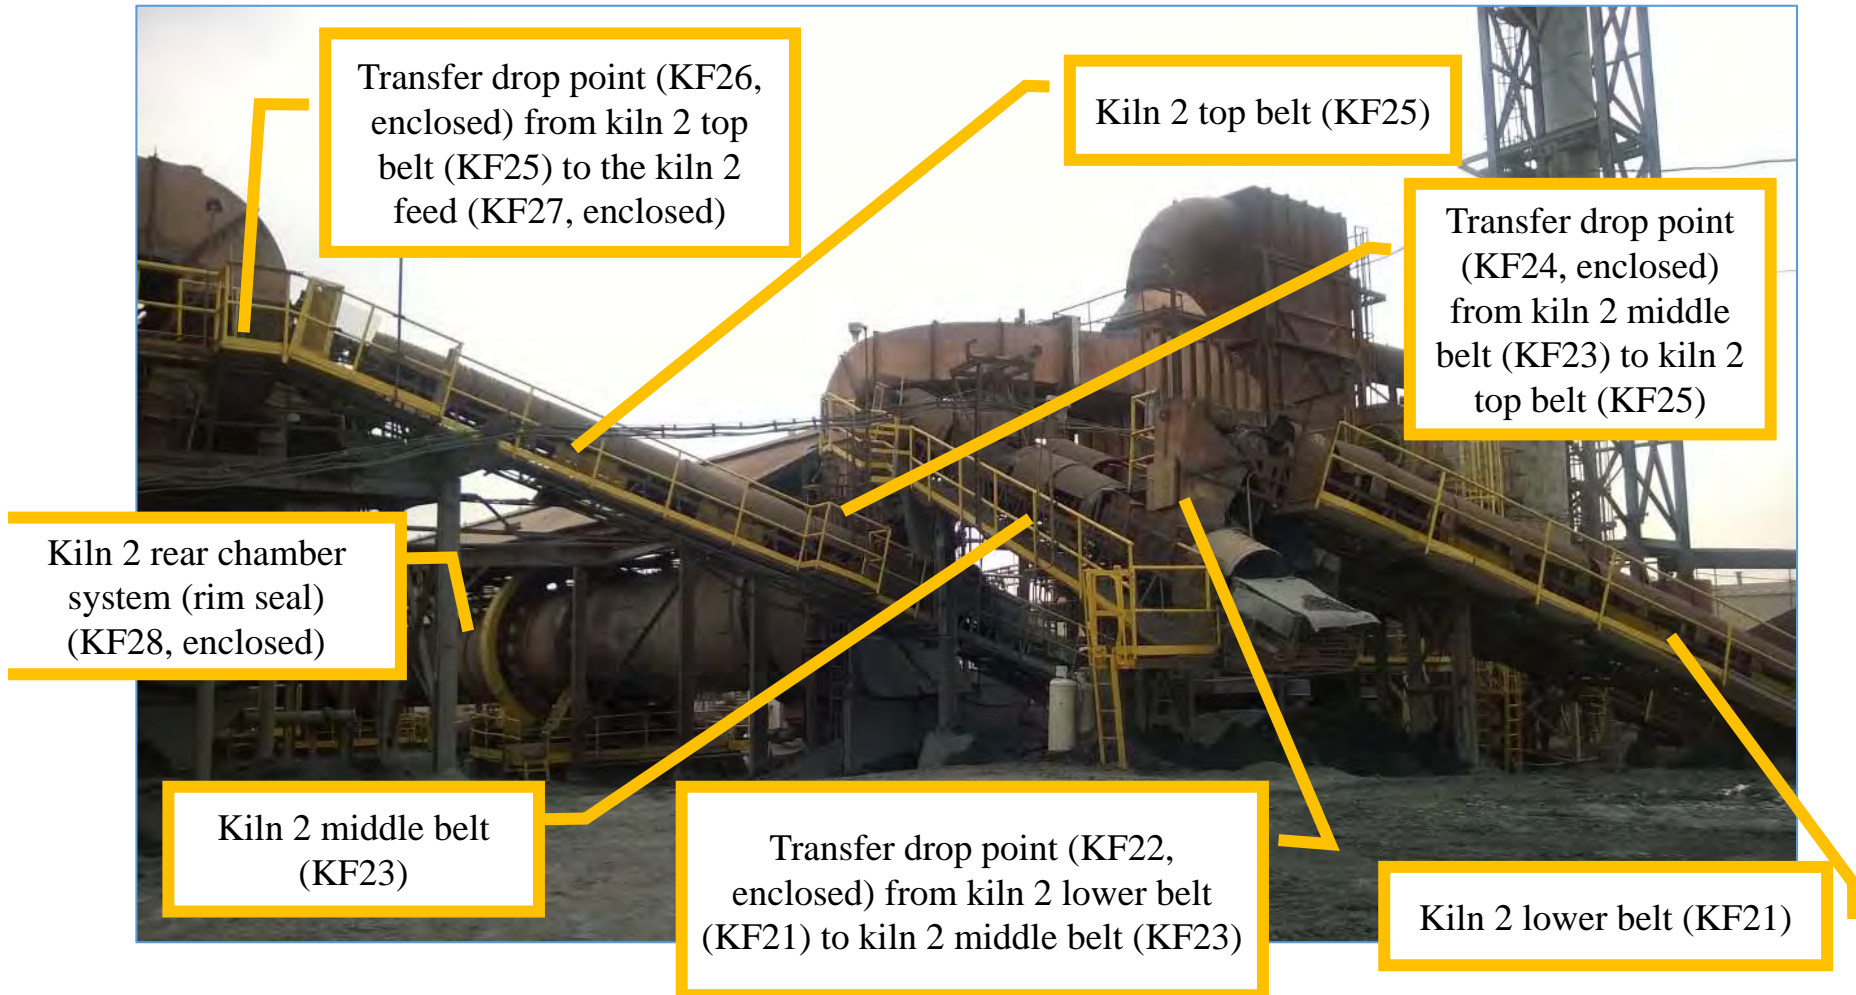 Transfer drop point (KF26,
enclosed) from kiln 2 top
belt (KF25) to the kiln 2
feed (KF27, enclosed)
Kiln 2 top belt (KF25)
Transfer drop point
(KF24, enclosed)
from kiln 2 middle
belt (KF23) to kiln 2
top belt (KF25)
Kiln 2 rear chamber
system (rim seal)
(KF28, enclosed)
Kiln 2 middle belt
(KF23)
Transfer drop point (KF22,
enclosed) from kiln 2 lower belt
(KF21) to kiln 2 middle belt (KF23)
Kiln 2 lower belt (KF21)